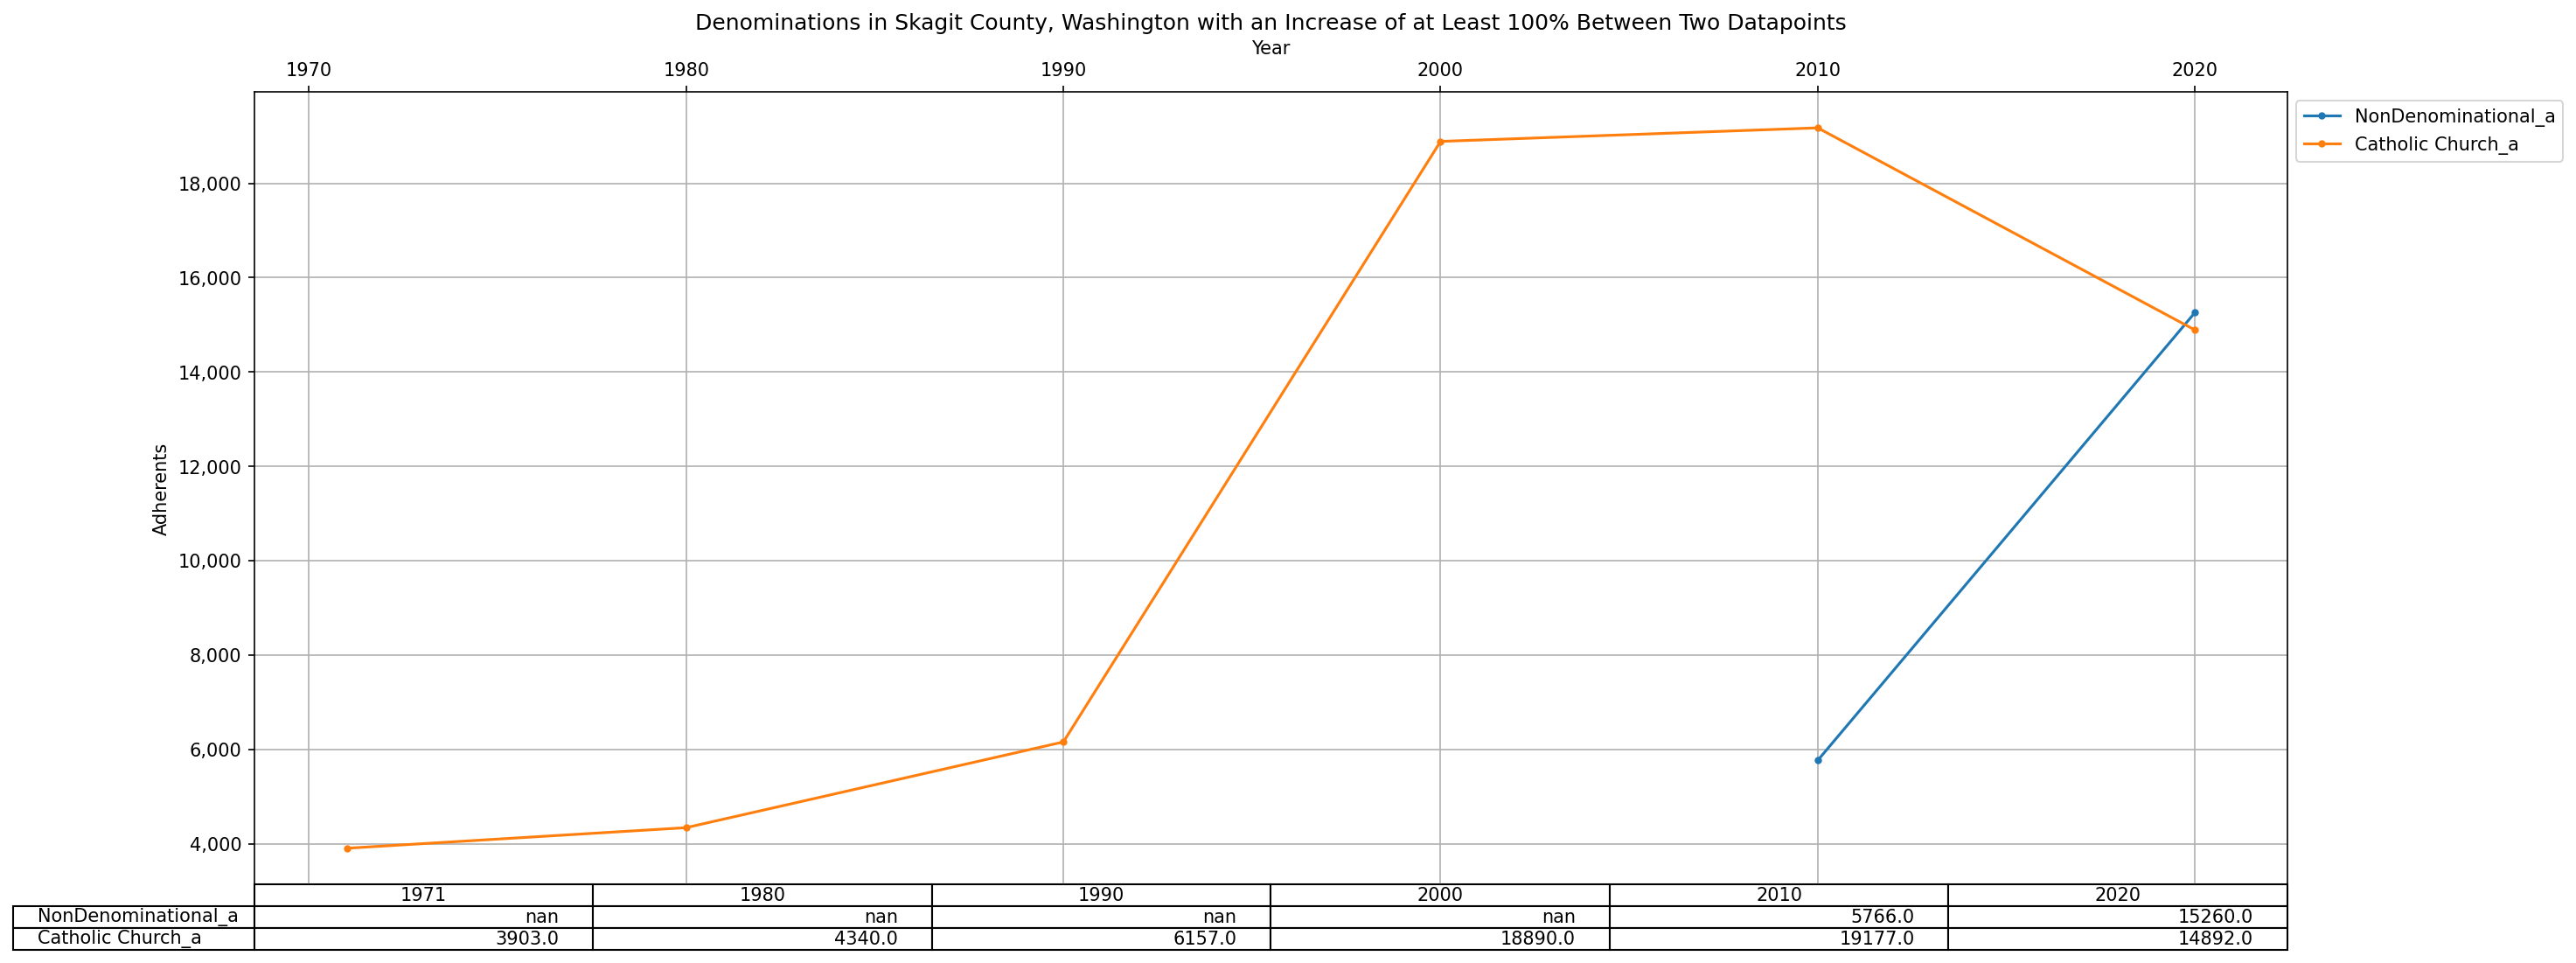 Denominations in Skagit County, Washington with an Increase of at Least 100% Between Two Datapoints
Year
1970 1980 1990 2000 2010 2020
NonDenominational_a
Catholic Church_a
18,000
16,000
14,000
12,000
10,000
8,000
6,000
4,000
Adherents
1971 1980 1990 2000 2010 2020
NonDenominational_a nan nan nan nan 5766.0 15260.0
Catholic Church_a 3903.0 4340.0 6157.0 18890.0 19177.0 14892.0